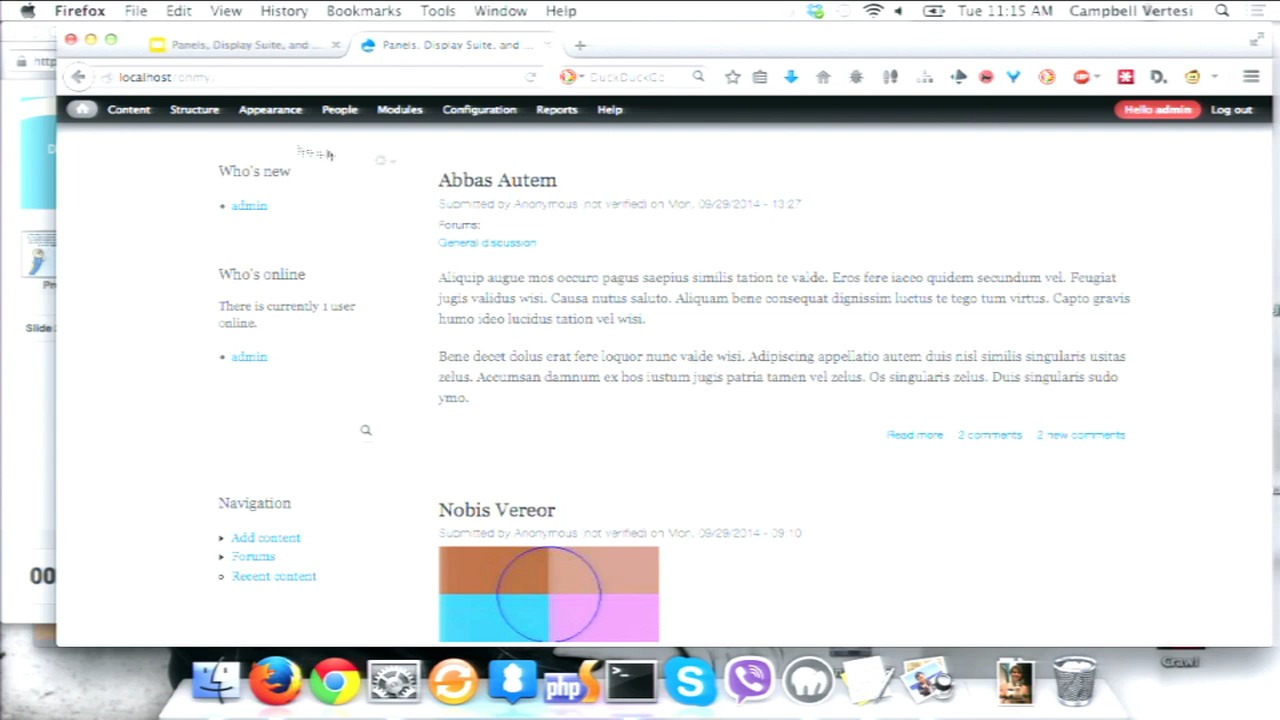 Firefox File Edit View History Bookmarks Tools Window Help Tue 11:15 AM Campbell Vertesi
Panels, Display Suite, and ...
Panels, Display Suite, and ...
localhost
DuckDuckGo
Content Structure Appearance People Modules Configuration Reports Help Hello admin Log out
Who's new
admin
Who's online
There is currently 1 user
online.
admin
Navigation
Add content
Forums
Recent content
Abbas Autem
Submitted by Anonymous (not verified) on Mon, 09/29/2014 - 13:27
Forums:
General discussion
Aliquip augue mos occuro pagus saepius similis tation te valde. Eros fere iaceo quidem secundum vel. Feugiat
jugis validus wisi. Causa nutus saluto. Aliquam bene consequat dignissim luctus te tego tum virtus. Capto gravis
humo ideo lucidus tation vel wisi.
Bene decet dolus erat fere loquor nunc valde wisi. Adipiscing appellatio autem duis nisl similis singularis usitas
zelus. Accumsan damnum ex hos iustum jugis patria tamen vel zelus. Os singularis zelus. Duis singularis sudo
ymo.
Read more 2 comments 2 new comments
Nobis Vereor
Submitted by Anonymous (not verified) on Mon, 09/29/2014 - 09:10
Slide
00
php
Crawl